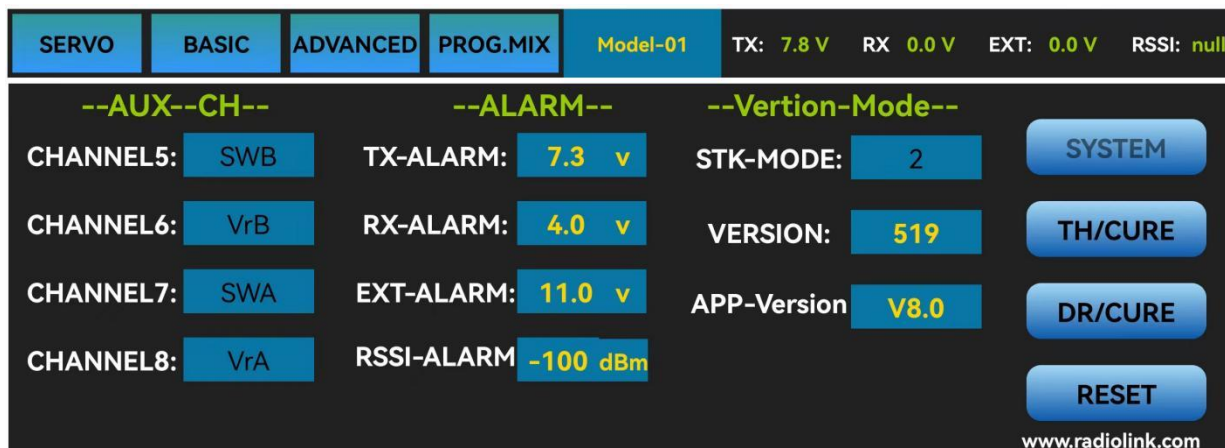 SERVO BASIC ADVANCED PROG.MIX Model-01 TX: 7.8 V RX 0.0 V EXT: 0.0 V RSSI: null
--AUX--CH-- --ALARM-- --Vertion-Mode--
CHANNEL5: SWB TX-ALARM: 7.3 v STK-MODE: 2 SYSTEM
CHANNEL6: VrB RX-ALARM: 4.0 v VERSION: 519 TH/CURE
CHANNEL7: SWA EXT-ALARM: 11.0 v APP-Version V8.0 DR/CURE
CHANNEL8: VrA RSSI-ALARM -100 dBm RESET
www.radiolink.com